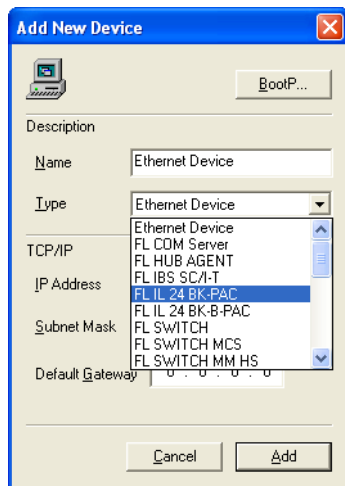 Add New Device
BootP...
Description
Name Ethernet Device
Type Ethernet Device
Ethernet Device
FL COM Server
TCP/IP FL HUB AGENT
FL IBS SC/I-T
IP Address FL IL 24 BK-PAC
FL IL 24 BK-B-PAC
Subnet Mask FL SWITCH
FL SWITCH MCS
FL SWITCH MM HS
Default Gateway 0 . 0 . 0 . 0
Cancel Add